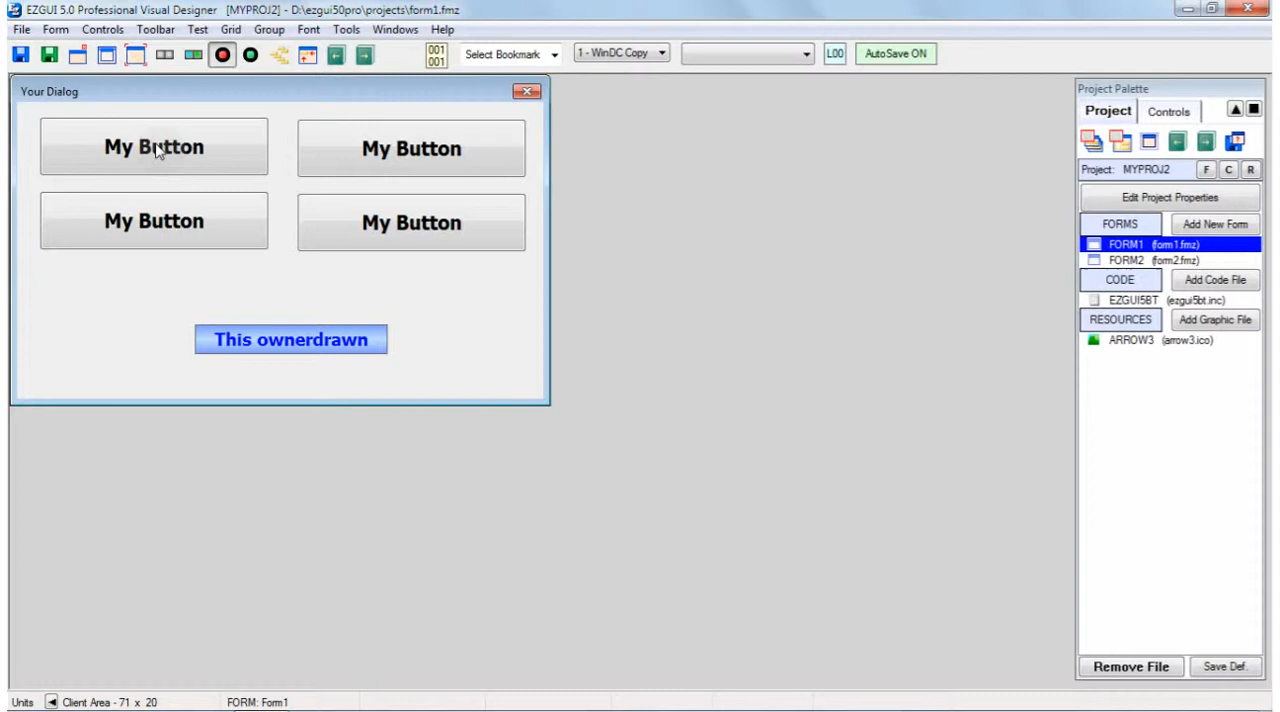 EZGUI 5.0 Professional Visual Designer [MYPROJ2] - D:\ezgui50pro\projects\form1.fmz
File Form Controls Toolbar Test Grid Group Font Tools Windows Help
001
001
Select Bookmark
1 - WinDC Copy
L00
AutoSave ON
Your Dialog
My Button
My Button
My Button
My Button
This ownerdrawn
Project Palette
Project Controls
Project: MYPROJ2 F C R
Edit Project Properties
FORMS Add New Form
FORM1 (form1.fmz)
FORM2 (form2.fmz)
CODE Add Code File
EZGUI5BT (ezgui5bt.inc)
RESOURCES Add Graphic File
ARROW3 (arrow3.ico)
Remove File Save Def.
Units Client Area - 71 x 20 FORM: Form1